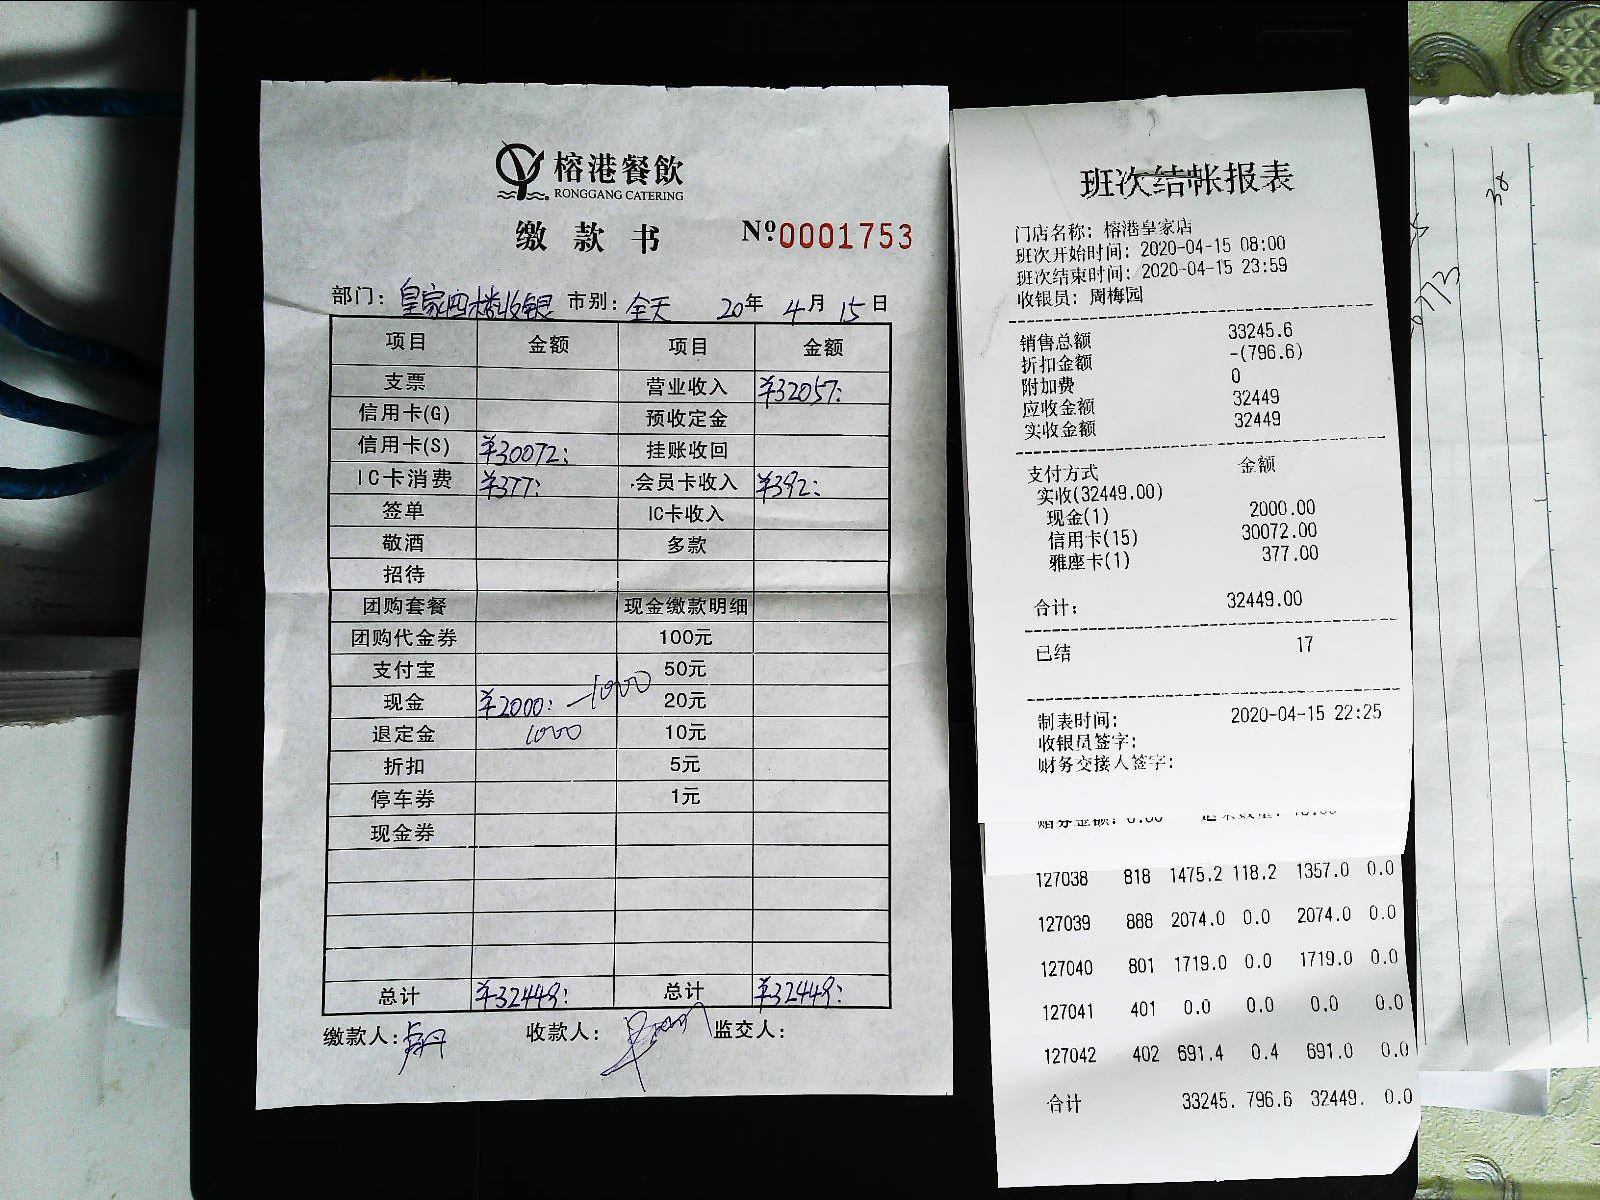 榕港餐飲
RONGGANG CATERING
缴款书 №0001753
部门：皇家四楼收银 市别：全天 20年 4月 15日
项目 金额 项目 金额
支票 营业收入 ¥32057:
信用卡(G) 预收定金
信用卡(S) ¥30072: 挂账收回
IC卡消费 ¥377: 会员卡收入 ¥392:
签单 IC卡收入
敬酒 多款
招待
团购套餐 现金缴款明细
团购代金券 100元
支付宝 50元
现金 ¥2000: -1000 20元
退定金 1000 10元
折扣 5元
停车券 1元
现金券
总计 ¥32449: 总计 ¥32449:
缴款人: 收款人: 监交人:
班次结帐报表
门店名称: 榕港皇家店
班次开始时间: 2020-04-15 08:00
班次结束时间: 2020-04-15 23:59
收银员: 周梅园
销售总额 33245.6
折扣金额 -(796.6)
附加费 0
应收金额 32449
实收金额 32449
支付方式 金额
实收(32449.00)
现金(1) 2000.00
信用卡(15) 30072.00
雅座卡(1) 377.00
合计: 32449.00
已结 17
制表时间: 2020-04-15 22:25
收银员签字:
财务交接人签字:
127038 818 1475.2 118.2 1357.0 0.0
127039 888 2074.0 0.0 2074.0 0.0
127040 801 1719.0 0.0 1719.0 0.0
127041 401 0.0 0.0 0.0 0.0
127042 402 691.4 0.4 691.0 0.0
合计 33245. 796.6 32449. 0.0